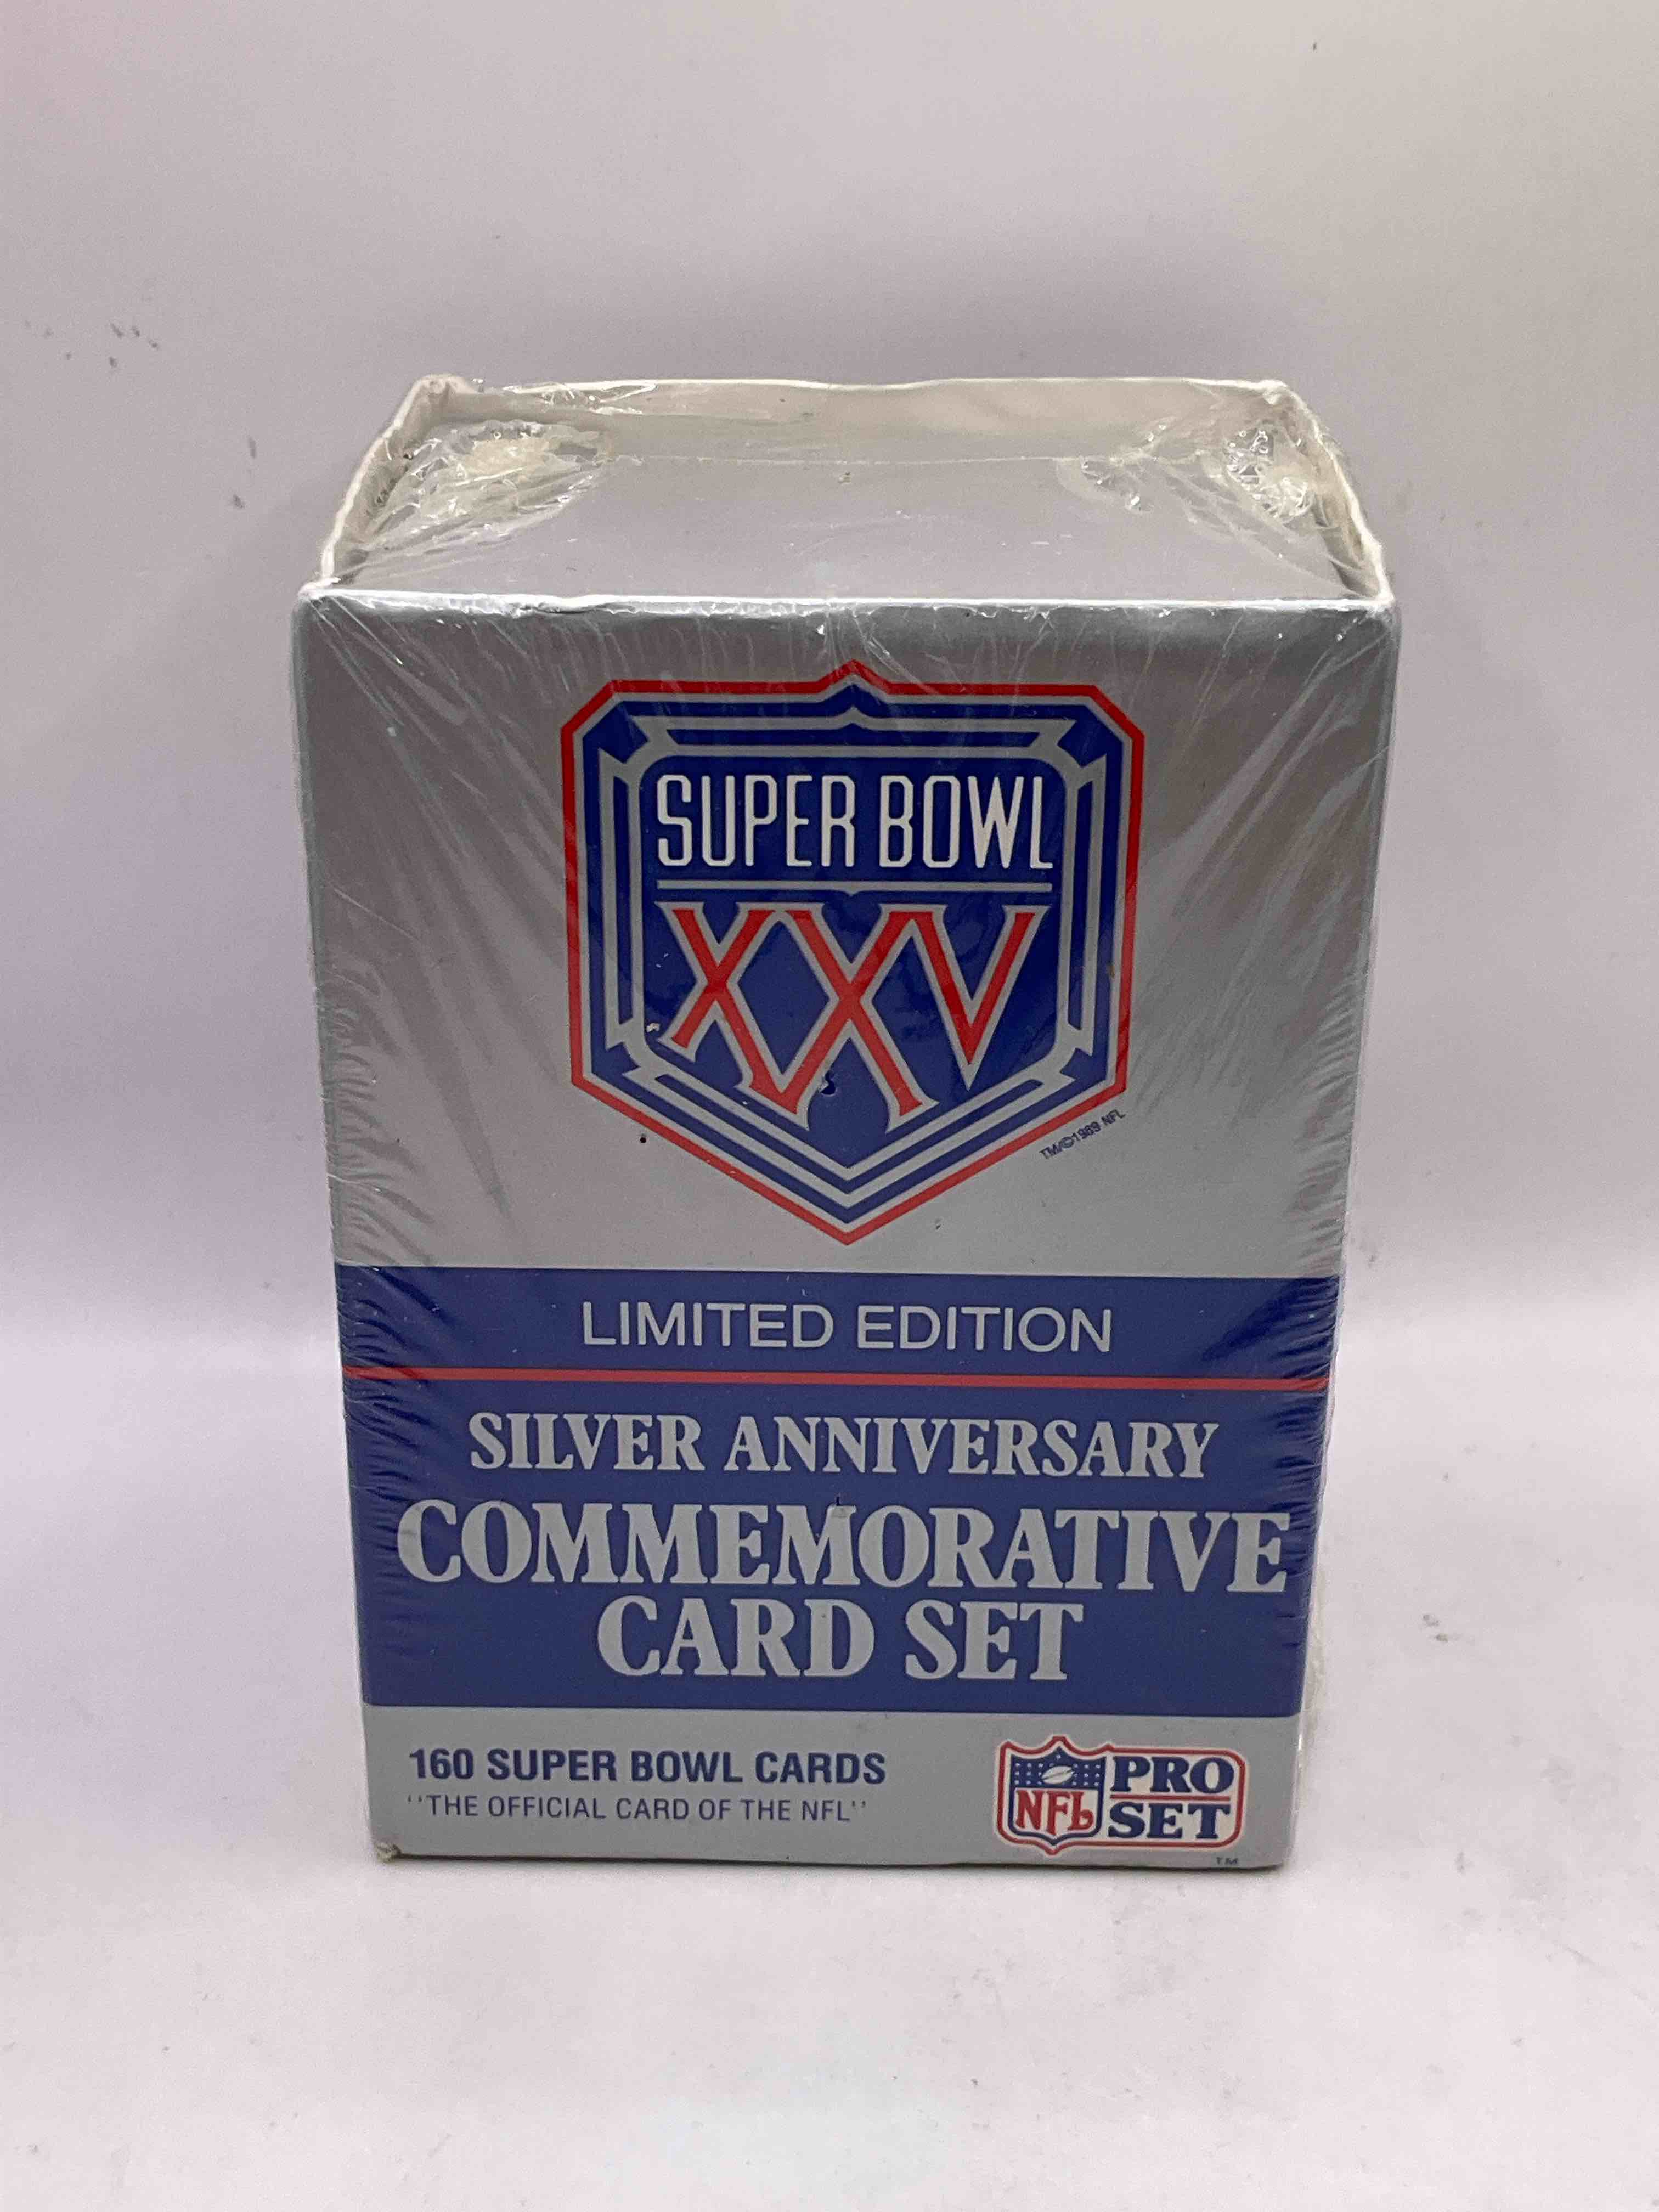 SUPER BOWL
XXV
TM/©1989 NFL
LIMITED EDITION
SILVER ANNIVERSARY
COMMEMORATIVE
CARD SET
160 SUPER BOWL CARDS
''THE OFFICIAL CARD OF THE NFL''
NFL PRO
SET
TM